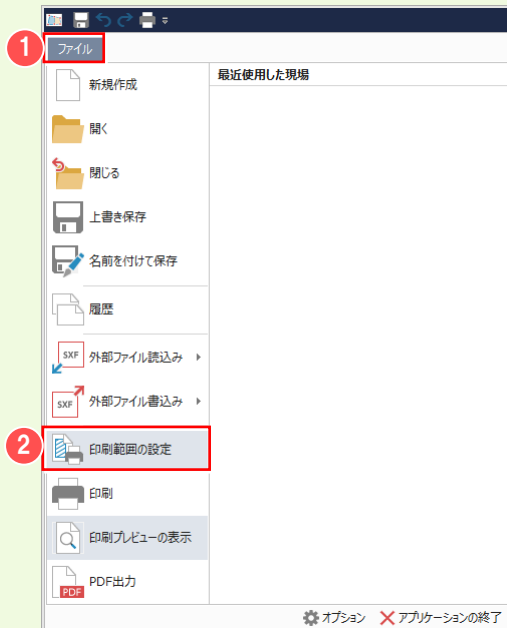 1
ファイル
最近使用した現場
新規作成
開く
閉じる
上書き保存
名前を付けて保存
履歴
SXF 外部ファイル読込み
SXF 外部ファイル書込み
2
印刷範囲の設定
印刷
印刷プレビューの表示
PDF PDF出力
オプション アプリケーションの終了